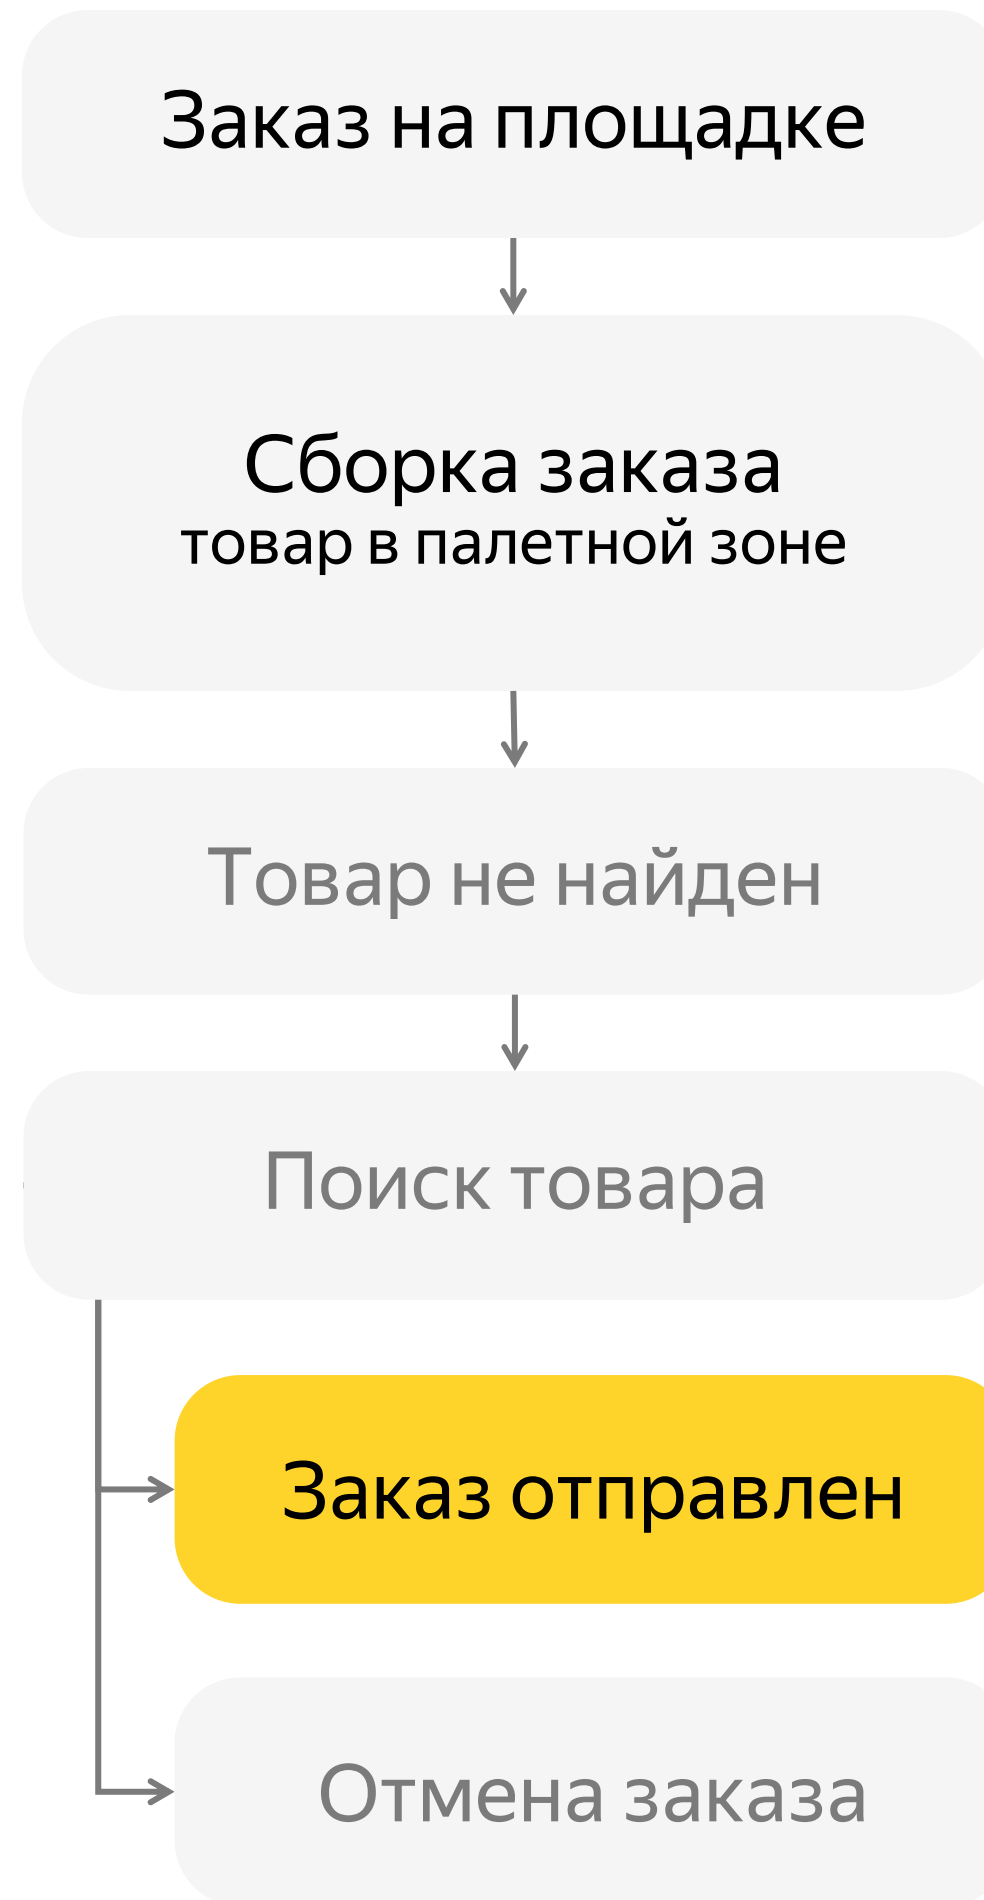 Заказ на площадке
Сборка заказа
товар в палетной зоне
Товар не найден
Поиск товара
Заказ отправлен
Отмена заказа